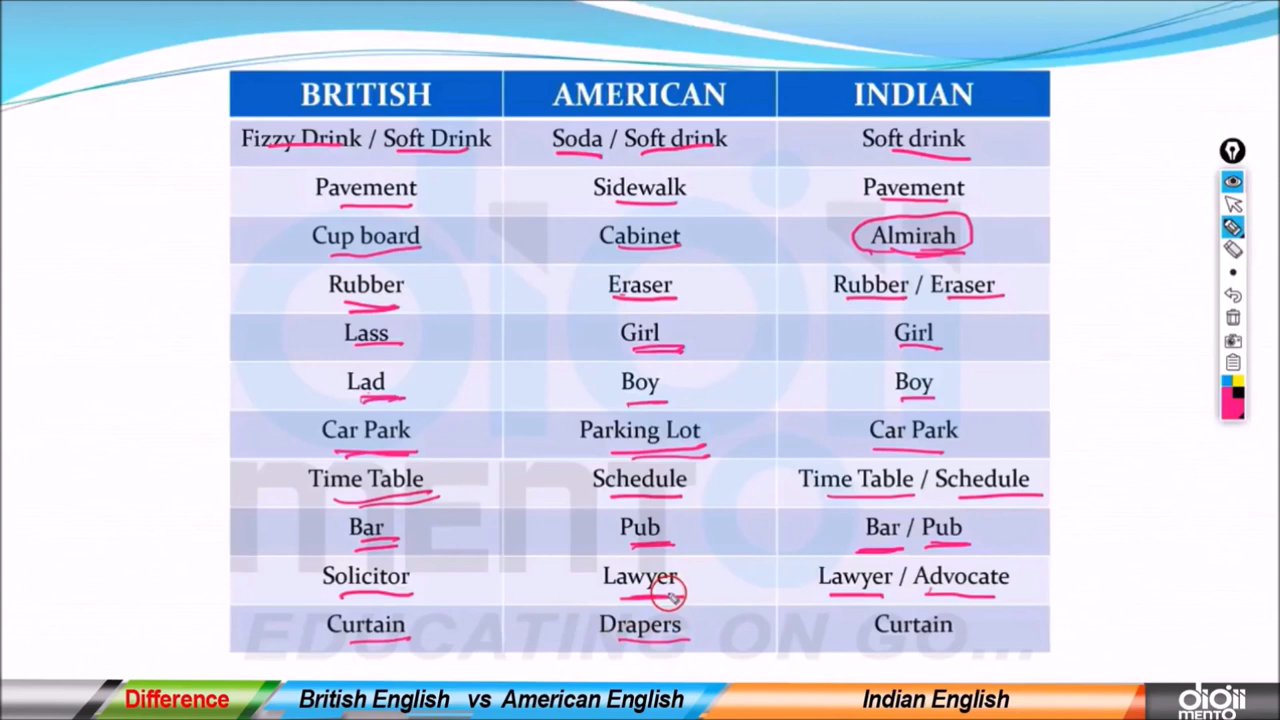 BRITISH AMERICAN INDIAN
Fizzy Drink / Soft Drink Soda / Soft drink Soft drink
Pavement Sidewalk Pavement
Cup board Cabinet Almirah
Rubber Eraser Rubber / Eraser
Lass Girl Girl
Lad Boy Boy
Car Park Parking Lot Car Park
Time Table Schedule Time Table / Schedule
Bar Pub Bar / Pub
Solicitor Lawyer Lawyer / Advocate
Curtain Drapers Curtain
EDUCATING ON GO...
Difference British English vs American English Indian English
digii
MENTO